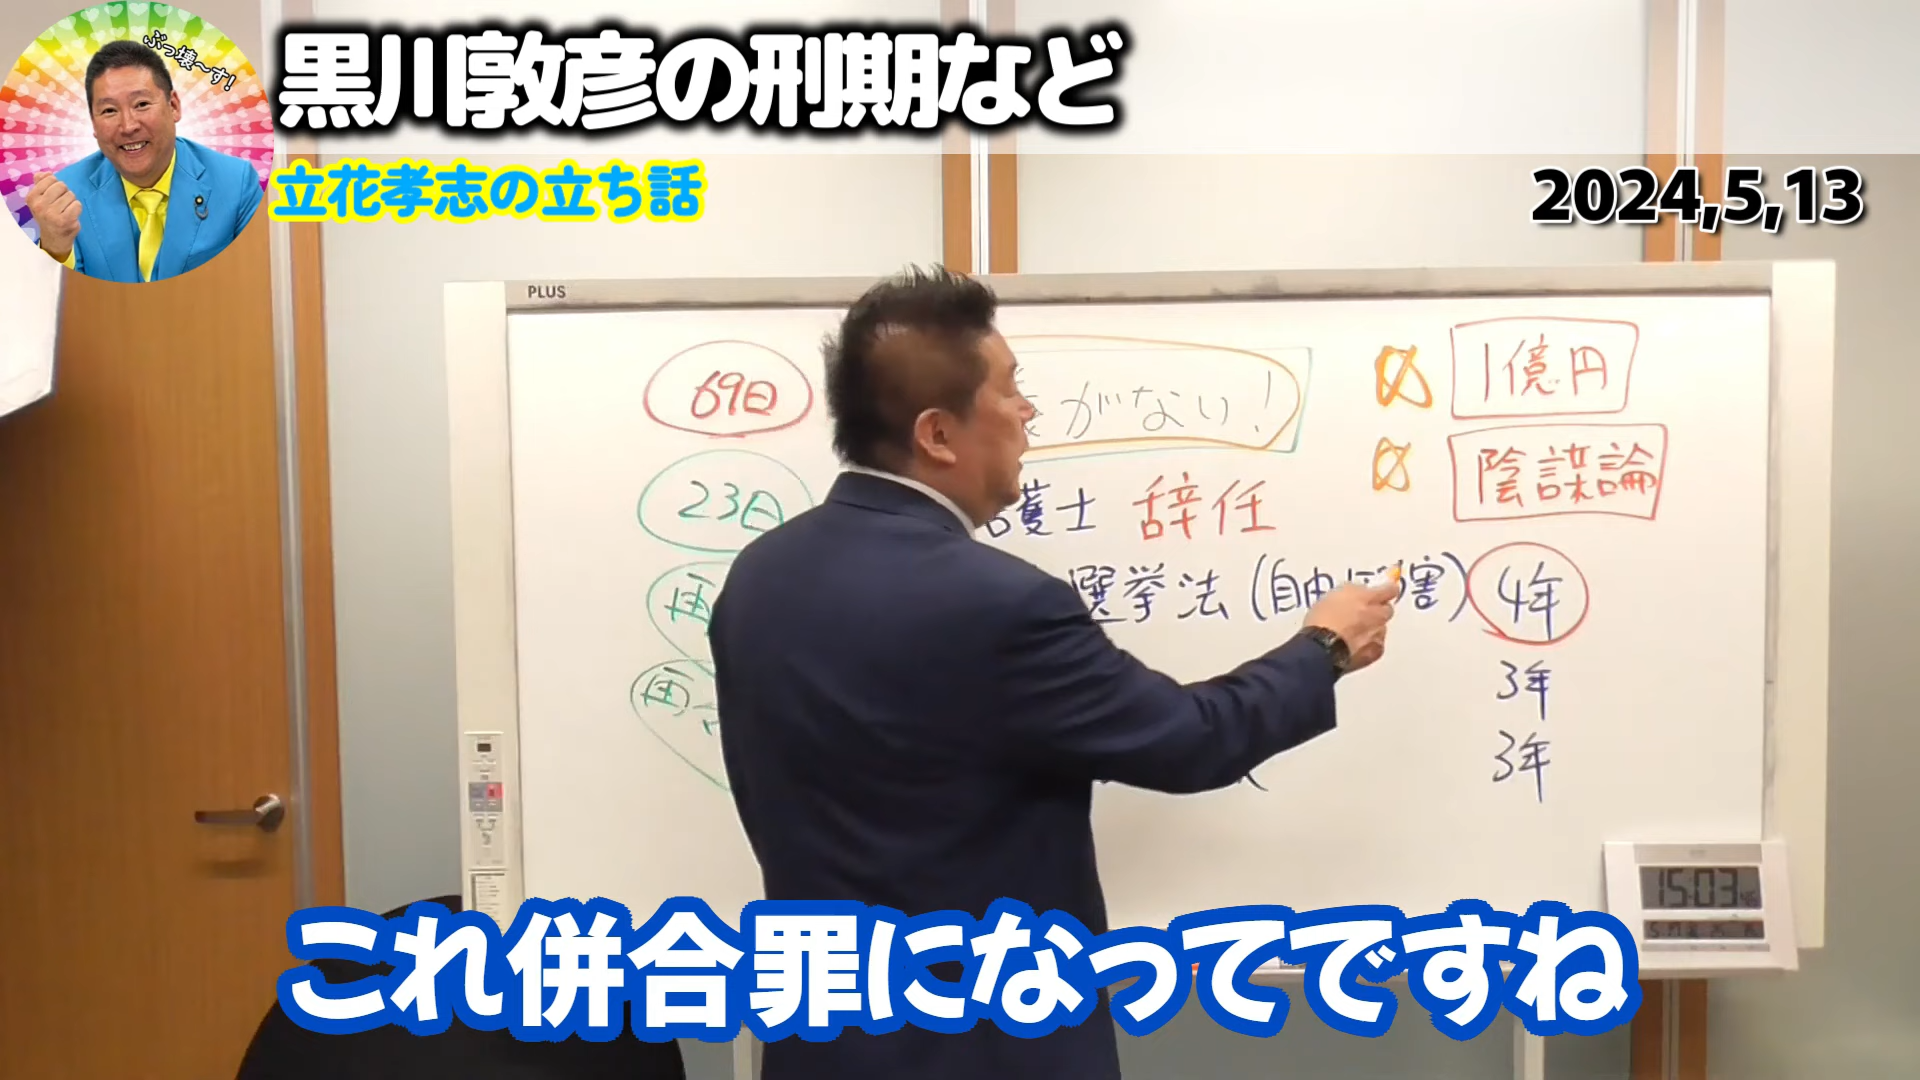 ぶっ壊〜す!
黒川敦彦の刑期など
立花孝志の立ち話
2024,5,13
PLUS
69日
がない!
1億円
23日
護士 辞任
陰謀論
選挙法(自由 害) 4年
再
3年
再
3年
15:03
これ併合罪になってですね